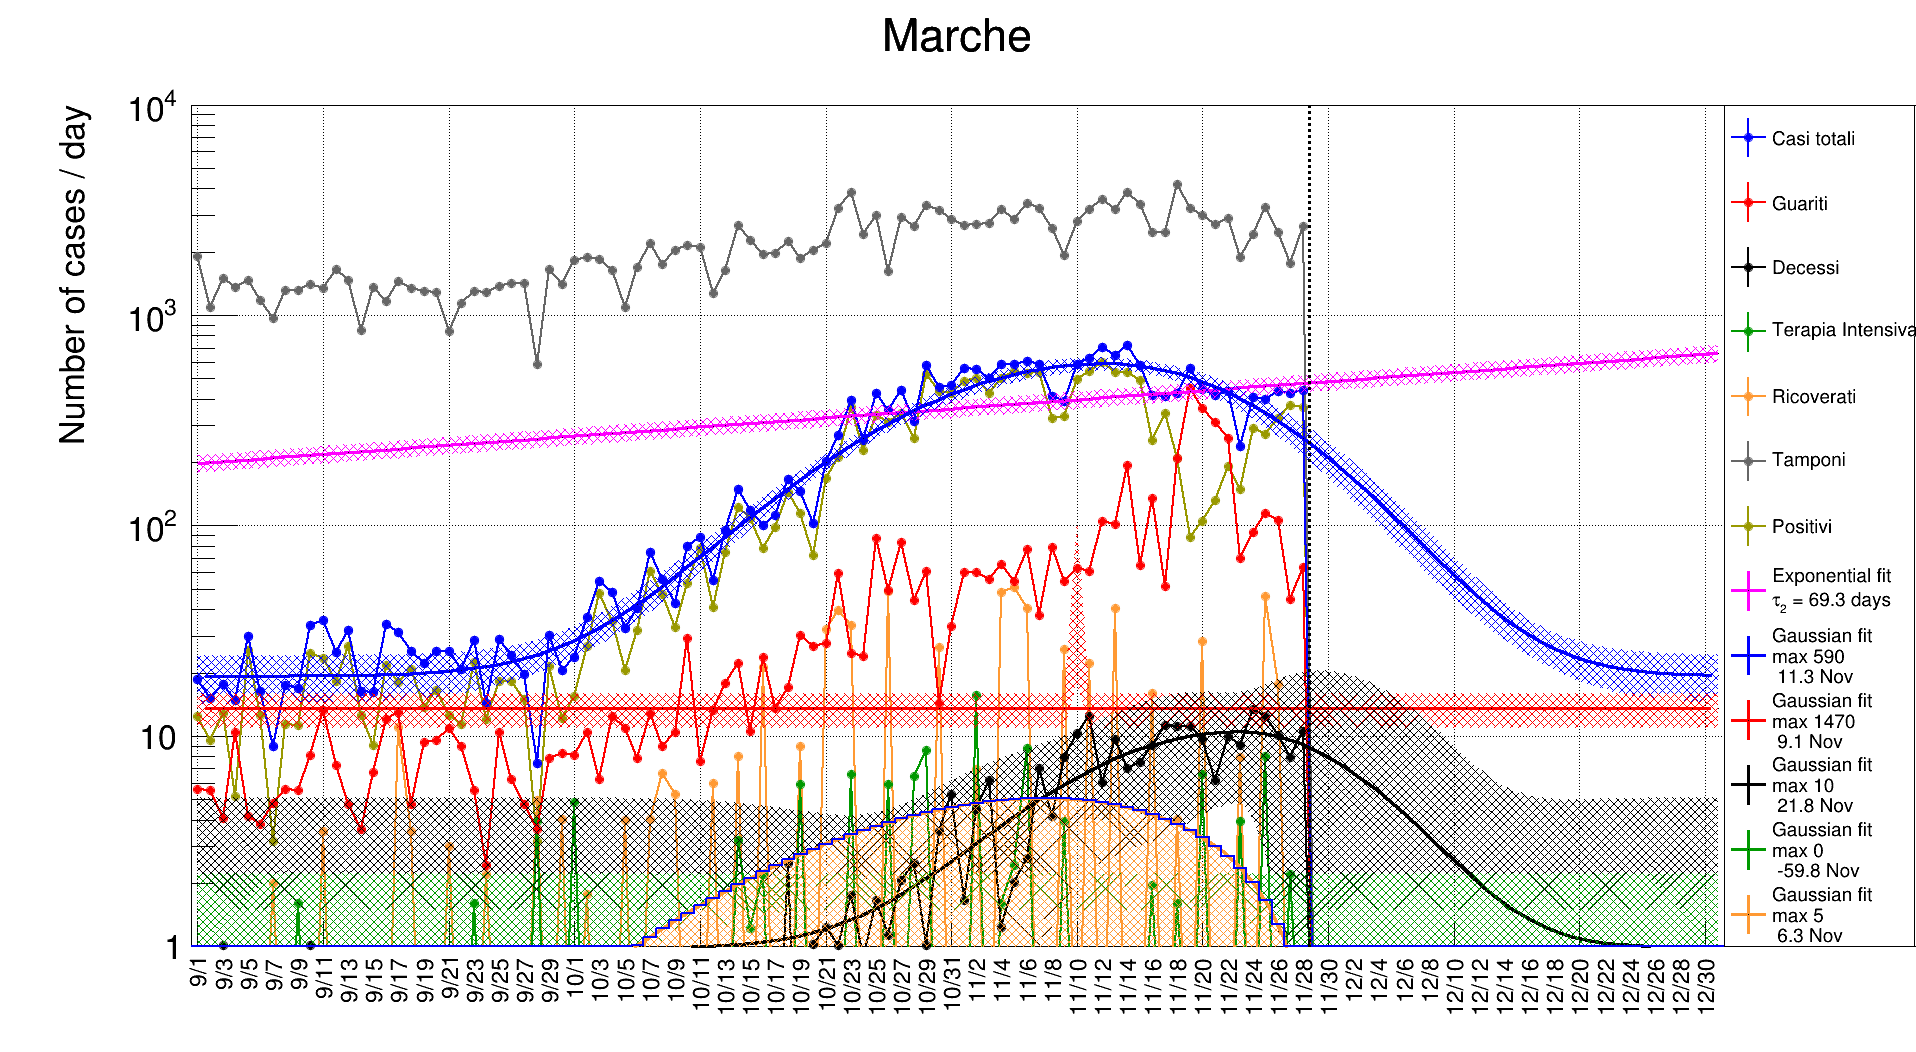 Marche
Number of cases / day
10^4
10^3
10^2
10
1
9/1 9/3 9/5 9/7 9/9 9/11 9/13 9/15 9/17 9/19 9/21 9/23 9/25 9/27 9/29 10/1 10/3 10/5 10/7 10/9 10/11 10/13 10/15 10/17 10/19 10/21 10/23 10/25 10/27 10/29 10/31 11/2 11/4 11/6 11/8 11/10 11/12 11/14 11/16 11/18 11/20 11/22 11/24 11/26 11/28 11/30 12/2 12/4 12/6 12/8 12/10 12/12 12/14 12/16 12/18 12/20 12/22 12/24 12/26 12/28 12/30
Casi totali
Guariti
Decessi
Terapia Intensiva
Ricoverati
Tamponi
Positivi
Exponential fit
τ₂ = 69.3 days
Gaussian fit
max 590
11.3 Nov
Gaussian fit
max 1470
9.1 Nov
Gaussian fit
max 10
21.8 Nov
Gaussian fit
max 0
-59.8 Nov
Gaussian fit
max 5
6.3 Nov